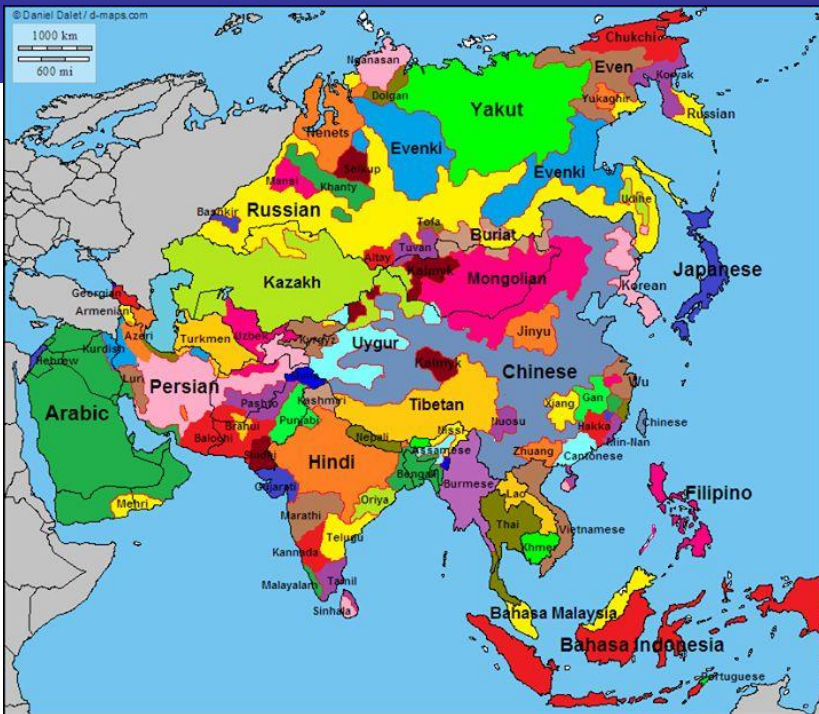 © Daniel Dalet / d-maps.com
1000 km
600 mi
Chukchi
Nganasan
Even
Koryak
Dolgan
Yakut
Yukaghir
Russian
Nenets
Evenki
Selkup
Evenki
Mansi
Khanty
Udihe
Bashkir
Russian
Tofa
Buriat
Tuvan
Altay
Kalmyk
Mongolian
Japanese
Kazakh
Korean
Georgian
Armenian
Azeri
Turkmen
Uzbek
Kyrgyz
Jinyu
Uygur
Hebrew
Kurdish
Kalmyk
Chinese
Luri
Persian
Wu
Pashto
Kashmiri
Xiang
Gan
Arabic
Tibetan
Brahui
Punjabi
Nissi
Nuosu
Hakka
Chinese
Balochi
Nepali
Min-Nan
Sindhi
Assamese
Zhuang
Cantonese
Hindi
Bengali
Gujarati
Burmese
Mehri
Oriya
Lao
Filipino
Marathi
Thai
Vietnamese
Telugu
Kannada
Khmer
Malayalam
Tamil
Sinhala
Bahasa Malaysia
Bahasa Indonesia
Portuguese